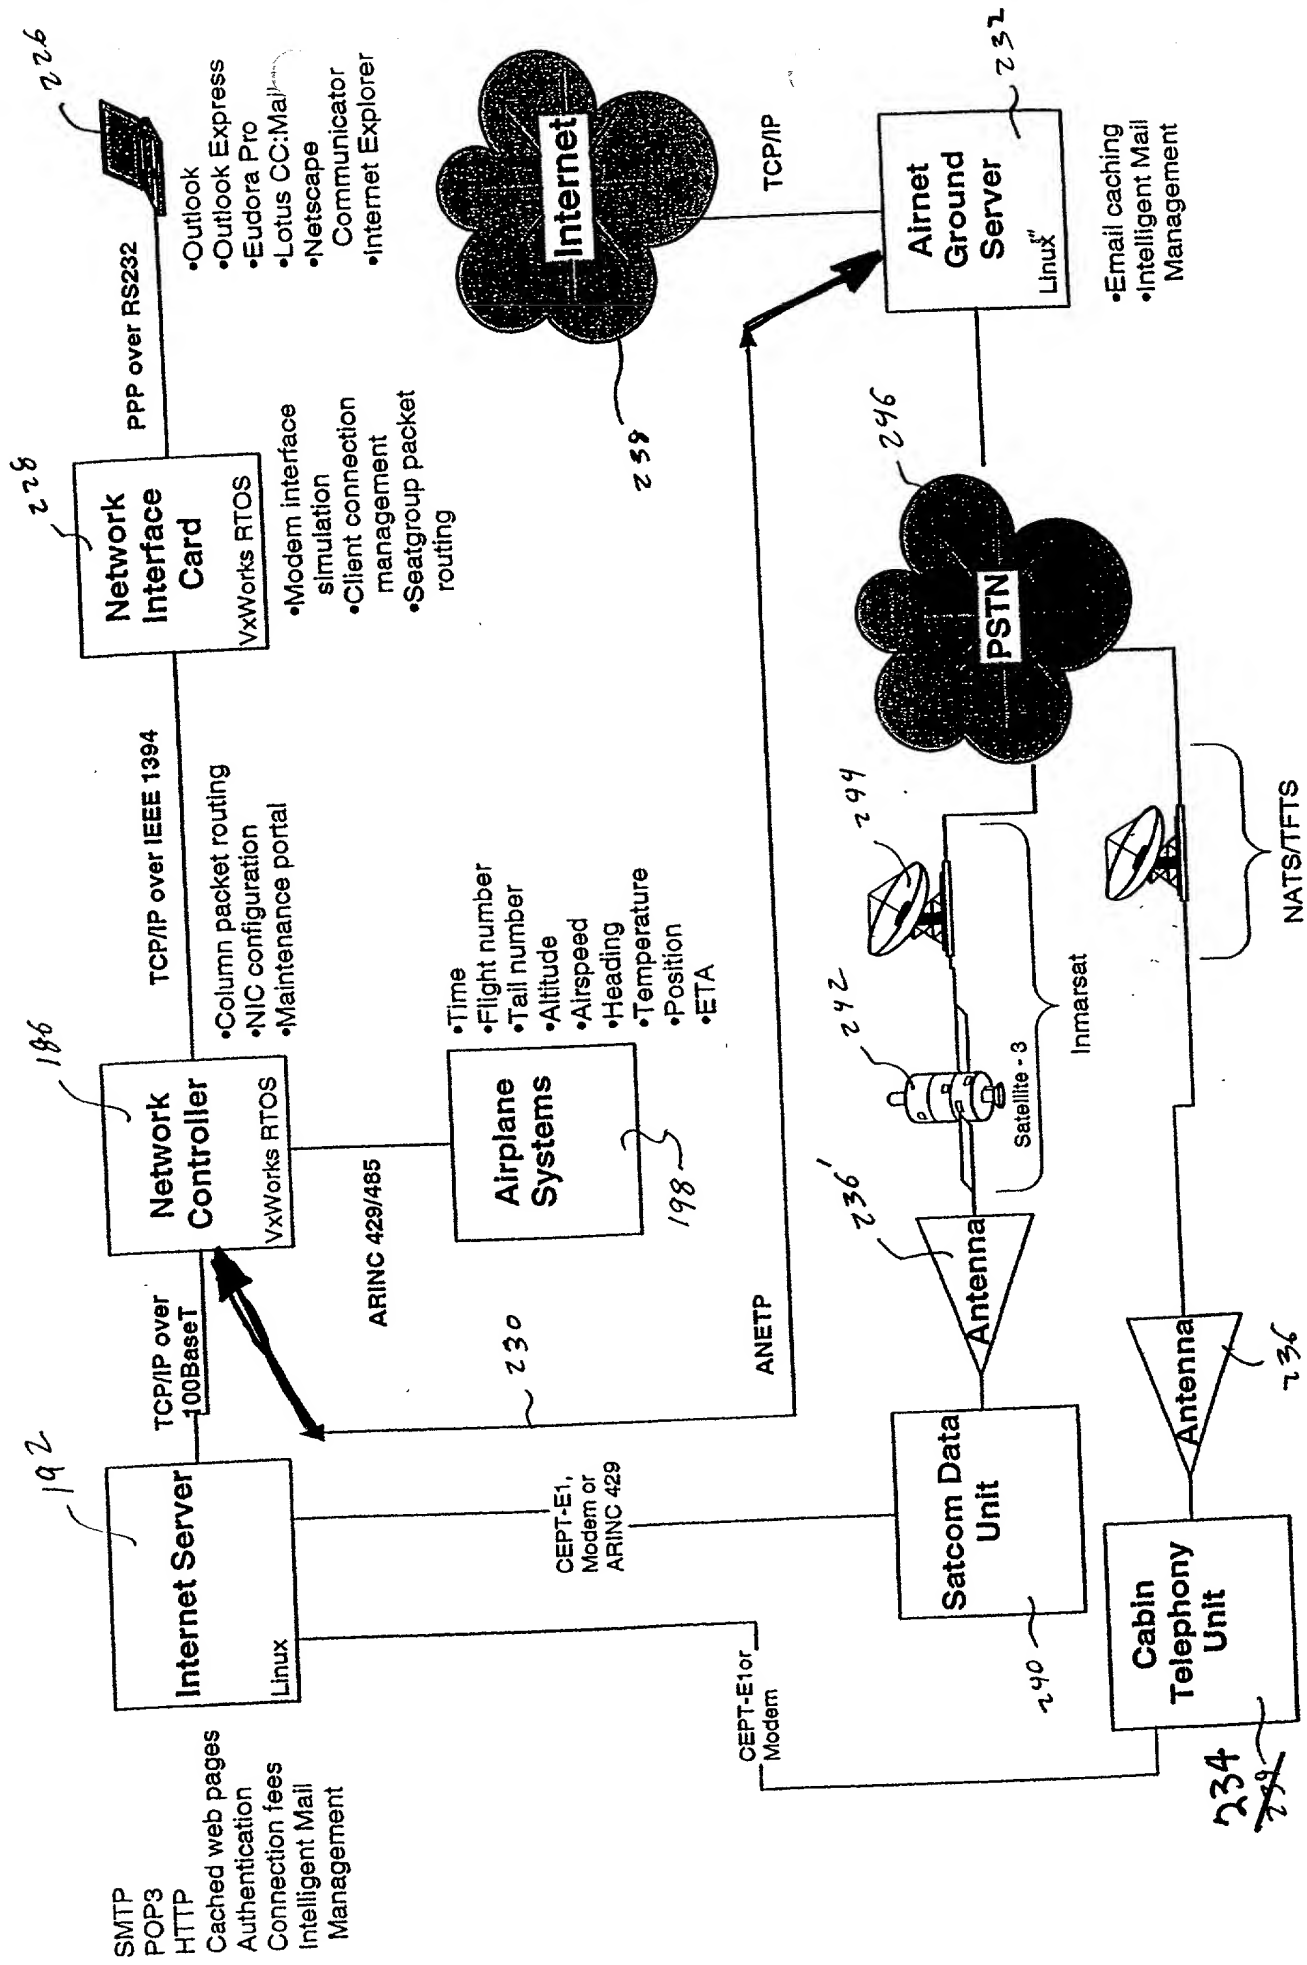 SMTP
POP3
HTTP
Cached web pages
Authentication
Connection fees
Intelligent Mail
Management
192
Internet Server
Linux
TCP/IP over
100BaseT
186
Network
Controller
VxWorks RTOS
•Column packet routing
•NIC configuration
•Maintenance portal
TCP/IP over IEEE 1394
228
Network
Interface
Card
VxWorks RTOS
•Modem interface
simulation
•Client connection
management
•Seatgroup packet
routing
PPP over RS232
226
•Outlook
•Outlook Express
•Eudora Pro
•Lotus CC:Mail
•Netscape
Communicator
•Internet Explorer
ARINC 429/485
Airplane
Systems
198
•Time
•Flight number
•Tail number
•Altitude
•Airspeed
•Heading
•Temperature
•Position
•ETA
230
ANETP
Internet
238
TCP/IP
Airnet
Ground
Server
Linux
232
•Email caching
•Intelligent Mail
Management
CEPT-E1,
Modem or
ARINC 429
Satcom Data
Unit
240
Antenna
236'
242
Satellite - 3
244
Inmarsat
PSTN
246
CEPT-E1or
Modem
Cabin
Telephony
Unit
234
239
Antenna
236
NATS/TFTS